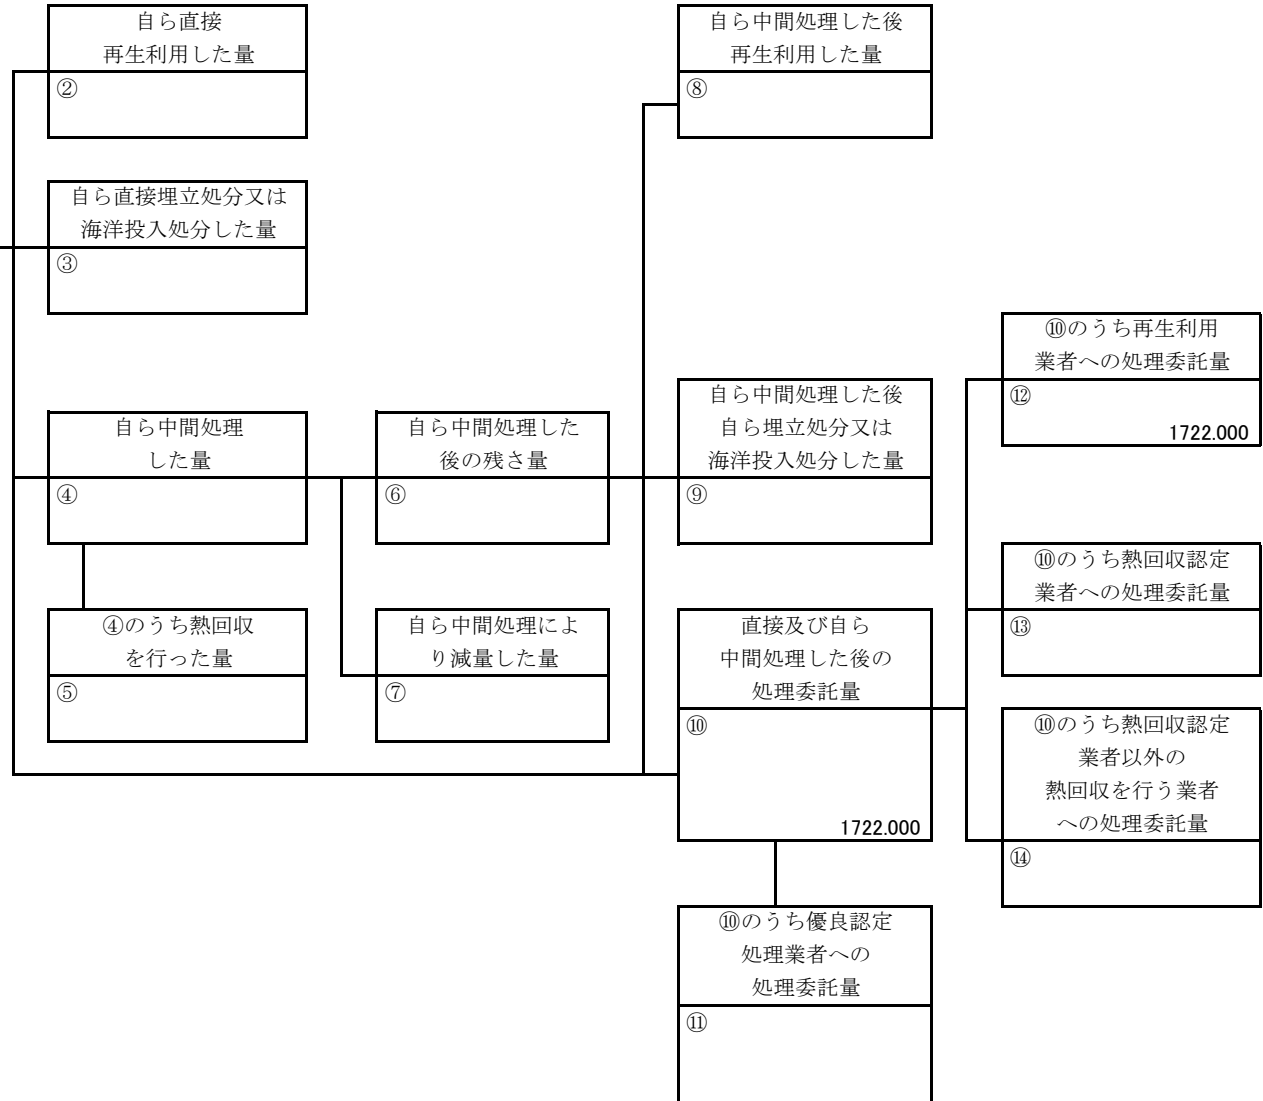 自ら直接
再生利用した量
②
自ら中間処理した後
再生利用した量
⑧
自ら直接埋立処分又は
海洋投入処分した量
③
⑩のうち再生利用
業者への処理委託量
⑫
1722.000
自ら中間処理
した量
④
自ら中間処理した
後の残さ量
⑥
自ら中間処理した後
自ら埋立処分又は
海洋投入処分した量
⑨
⑩のうち熱回収認定
業者への処理委託量
⑬
④のうち熱回収
を行った量
⑤
自ら中間処理によ
り減量した量
⑦
直接及び自ら
中間処理した後の
処理委託量
⑩
1722.000
⑩のうち熱回収認定
業者以外の
熱回収を行う業者
への処理委託量
⑭
⑩のうち優良認定
処理業者への
処理委託量
⑪